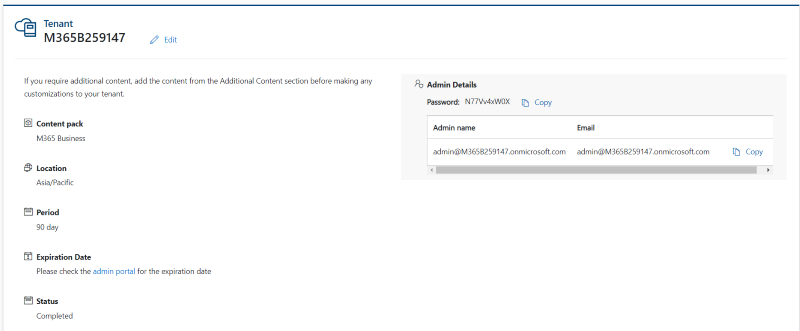 Tenant
M365B259147
Edit
If you require additional content, add the content from the Additional Content section before making any
customizations to your tenant.
Content pack
M365 Business
Location
Asia/Pacific
Period
90 day
Expiration Date
Please check the admin portal for the expiration date
Status
Completed
Admin Details
Password: N77Vv4xW0X Copy
Admin name Email
admin@M365B259147.onmicrosoft.com admin@M365B259147.onmicrosoft.com Copy